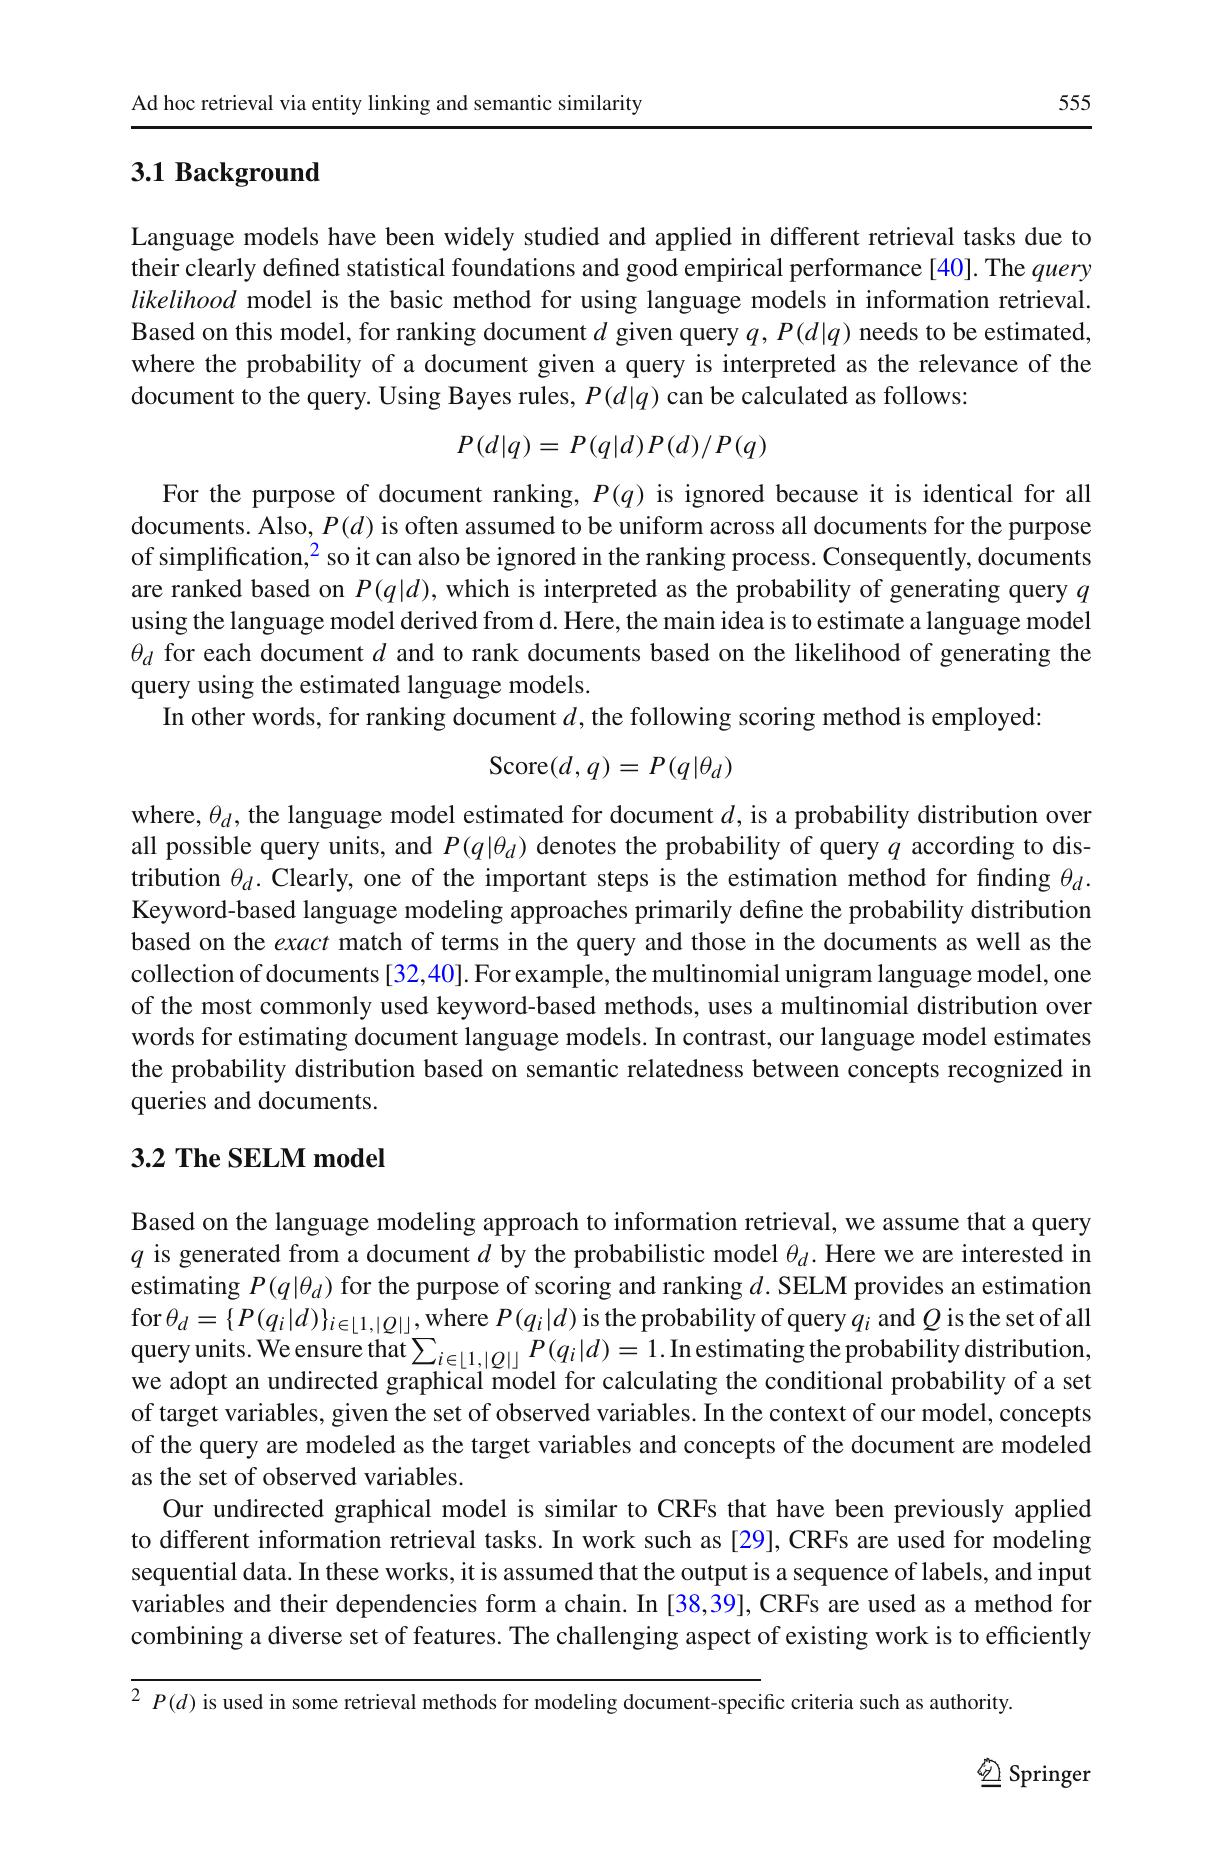 Ad hoc retrieval via entity linking and semantic similarity 555
3.1 Background
Language models have been widely studied and applied in different retrieval tasks due to
their clearly defined statistical foundations and good empirical performance [40]. The query
likelihood model is the basic method for using language models in information retrieval.
Based on this model, for ranking document d given query q, P(d|q) needs to be estimated,
where the probability of a document given a query is interpreted as the relevance of the
document to the query. Using Bayes rules, P(d|q) can be calculated as follows:
P(d|q) = P(q|d)P(d)/P(q)
For the purpose of document ranking, P(q) is ignored because it is identical for all
documents. Also, P(d) is often assumed to be uniform across all documents for the purpose
of simplification,² so it can also be ignored in the ranking process. Consequently, documents
are ranked based on P(q|d), which is interpreted as the probability of generating query q
using the language model derived from d. Here, the main idea is to estimate a language model
θd for each document d and to rank documents based on the likelihood of generating the
query using the estimated language models.
In other words, for ranking document d, the following scoring method is employed:
Score(d, q) = P(q|θd)
where, θd, the language model estimated for document d, is a probability distribution over
all possible query units, and P(q|θd) denotes the probability of query q according to dis-
tribution θd. Clearly, one of the important steps is the estimation method for finding θd.
Keyword-based language modeling approaches primarily define the probability distribution
based on the exact match of terms in the query and those in the documents as well as the
collection of documents [32,40]. For example, the multinomial unigram language model, one
of the most commonly used keyword-based methods, uses a multinomial distribution over
words for estimating document language models. In contrast, our language model estimates
the probability distribution based on semantic relatedness between concepts recognized in
queries and documents.
3.2 The SELM model
Based on the language modeling approach to information retrieval, we assume that a query
q is generated from a document d by the probabilistic model θd. Here we are interested in
estimating P(q|θd) for the purpose of scoring and ranking d. SELM provides an estimation
for θd = {P(qi|d)}i∈⌊1,|Q|⌋, where P(qi|d) is the probability of query qi and Q is the set of all
query units. We ensure that ∑i∈⌊1,|Q|⌋ P(qi|d) = 1. In estimating the probability distribution,
we adopt an undirected graphical model for calculating the conditional probability of a set
of target variables, given the set of observed variables. In the context of our model, concepts
of the query are modeled as the target variables and concepts of the document are modeled
as the set of observed variables.
Our undirected graphical model is similar to CRFs that have been previously applied
to different information retrieval tasks. In work such as [29], CRFs are used for modeling
sequential data. In these works, it is assumed that the output is a sequence of labels, and input
variables and their dependencies form a chain. In [38,39], CRFs are used as a method for
combining a diverse set of features. The challenging aspect of existing work is to efficiently
² P(d) is used in some retrieval methods for modeling document-specific criteria such as authority.
Springer